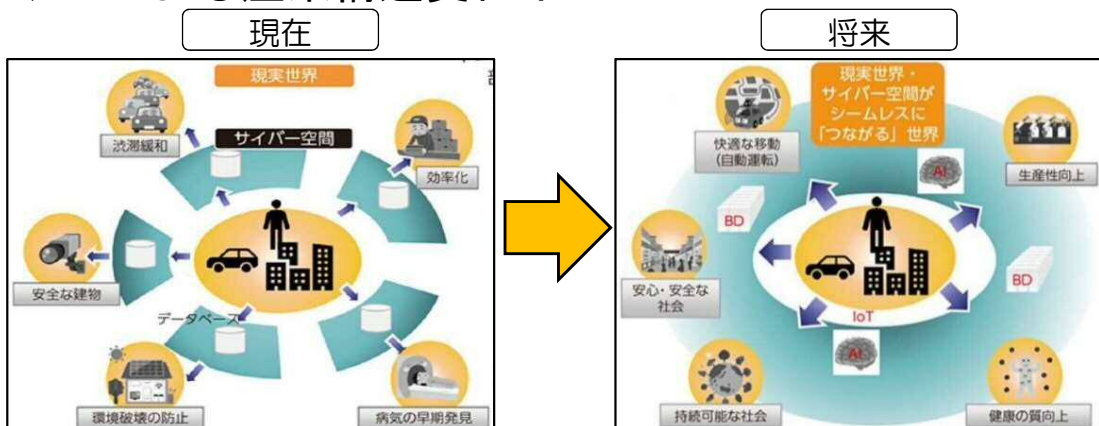 現在
現実世界
サイバー空間
渋滞緩和
効率化
安全な建物
データベース
環境破壊の防止
病気の早期発見
将来
現実世界・
サイバー空間が
シームレスに
「つながる」世界
快適な移動
(自動運転)
AI
生産性向上
BD
安心・安全な
社会
BD
IoT
AI
持続可能な社会
健康の質向上